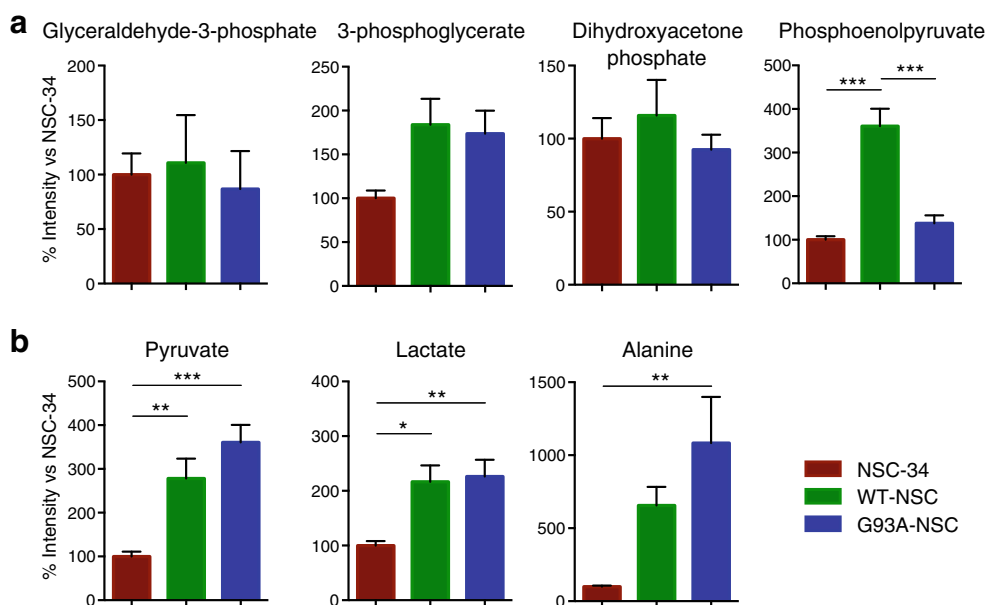 a
Glyceraldehyde-3-phosphate
3-phosphoglycerate
Dihydroxyacetone
phosphate
Phosphoenolpyruvate
% Intensity vs NSC-34
200
150
100
50
0
250
200
150
100
50
0
150
100
50
0
500
400
300
200
100
0
***
***
b
Pyruvate
Lactate
Alanine
% Intensity vs NSC-34
500
400
300
200
100
0
***
**
400
300
200
100
0
**
*
1500
1000
500
0
**
NSC-34
WT-NSC
G93A-NSC